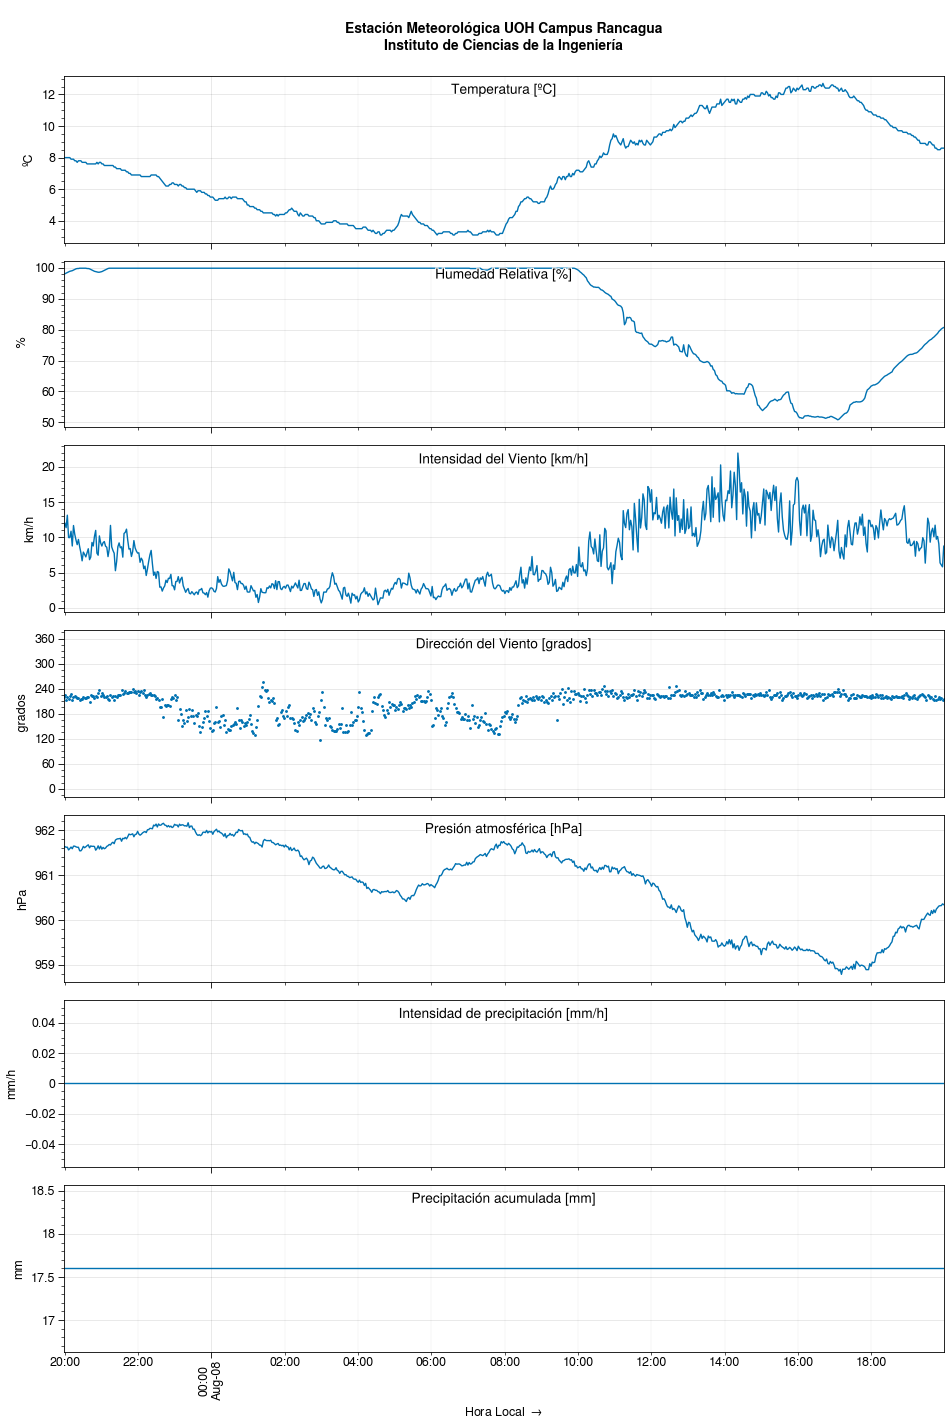 Estación Meteorológica UOH Campus Rancagua
Instituto de Ciencias de la Ingeniería
Temperatura [ºC]
ºC
12
10
8
6
4
Humedad Relativa [%]
%
100
90
80
70
60
50
Intensidad del Viento [km/h]
km/h
20
15
10
5
0
Dirección del Viento [grados]
grados
360
300
240
180
120
60
0
Presión atmosférica [hPa]
hPa
962
961
960
959
Intensidad de precipitación [mm/h]
mm/h
0.04
0.02
0
−0.02
−0.04
Precipitación acumulada [mm]
mm
18.5
18
17.5
17
20:00 22:00 00:00 02:00 04:00 06:00 08:00 10:00 12:00 14:00 16:00 18:00
Aug-08
Hora Local →